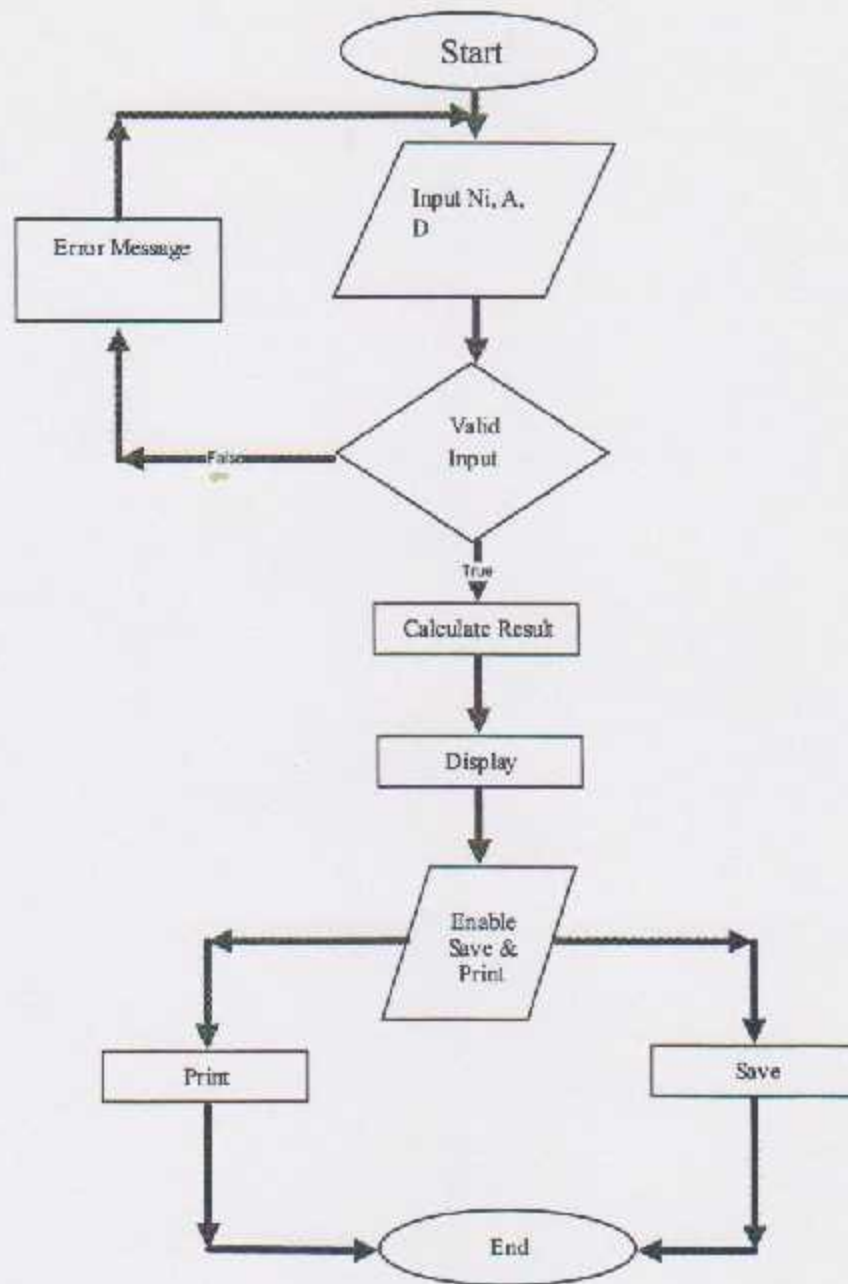 Start
Input Ni, A,
D
Error Message
Valid
Input
False
True
Calculate Result
Display
Enable
Save &
Print
Print
Save
End